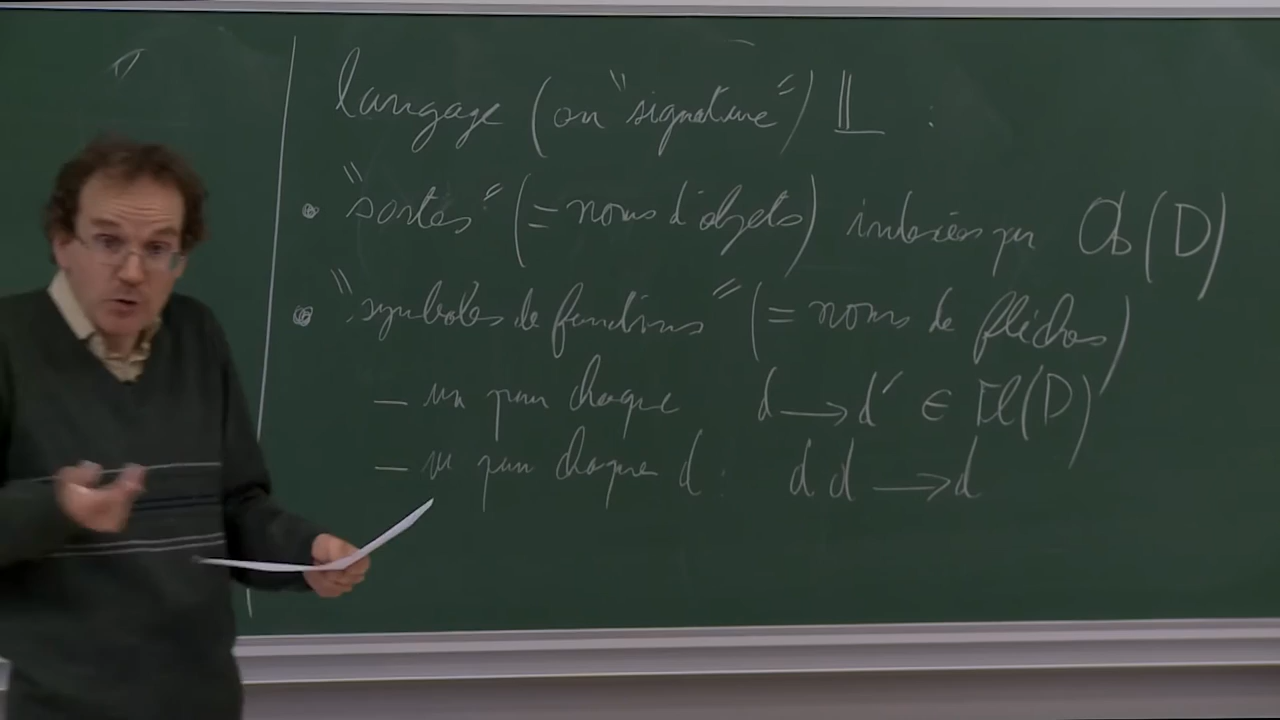 langage (ou "signature") 𝕃 :
• "sortes" (= noms d'objets) indexées par Ob(D)
• "symboles de fonctions" (= noms de flèches)
— un pour chaque d → d' ∈ Fl(D)
— un pour chaque d : d d → d